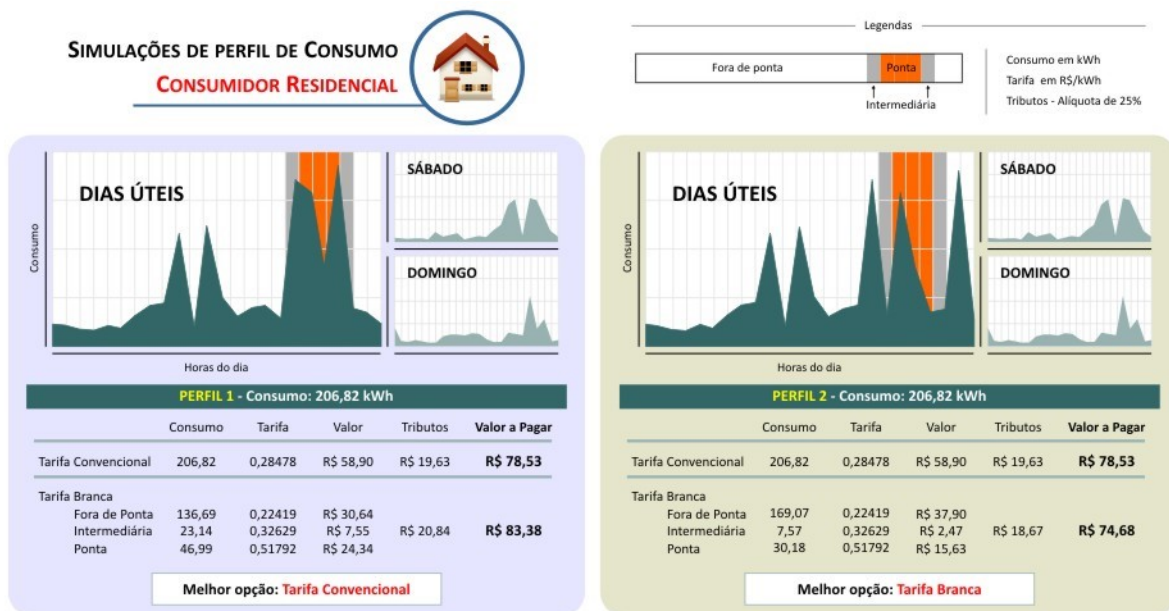 SIMULAÇÕES DE PERFIL DE CONSUMO
CONSUMIDOR RESIDENCIAL
Legendas
Fora de ponta
Ponta
Intermediária
Consumo em kWh
Tarifa em R$/kWh
Tributos - Alíquota de 25%
DIAS ÚTEIS
Consumo
Horas do dia
SÁBADO
DOMINGO
PERFIL 1 - Consumo: 206,82 kWh
Consumo Tarifa Valor Tributos Valor a Pagar
Tarifa Convencional 206,82 0,28478 R$ 58,90 R$ 19,63 R$ 78,53
Tarifa Branca
Fora de Ponta 136,69 0,22419 R$ 30,64
Intermediária 23,14 0,32629 R$ 7,55 R$ 20,84 R$ 83,38
Ponta 46,99 0,51792 R$ 24,34
Melhor opção: Tarifa Convencional
DIAS ÚTEIS
Consumo
Horas do dia
SÁBADO
DOMINGO
PERFIL 2 - Consumo: 206,82 kWh
Consumo Tarifa Valor Tributos Valor a Pagar
Tarifa Convencional 206,82 0,28478 R$ 58,90 R$ 19,63 R$ 78,53
Tarifa Branca
Fora de Ponta 169,07 0,22419 R$ 37,90
Intermediária 7,57 0,32629 R$ 2,47 R$ 18,67 R$ 74,68
Ponta 30,18 0,51792 R$ 15,63
Melhor opção: Tarifa Branca